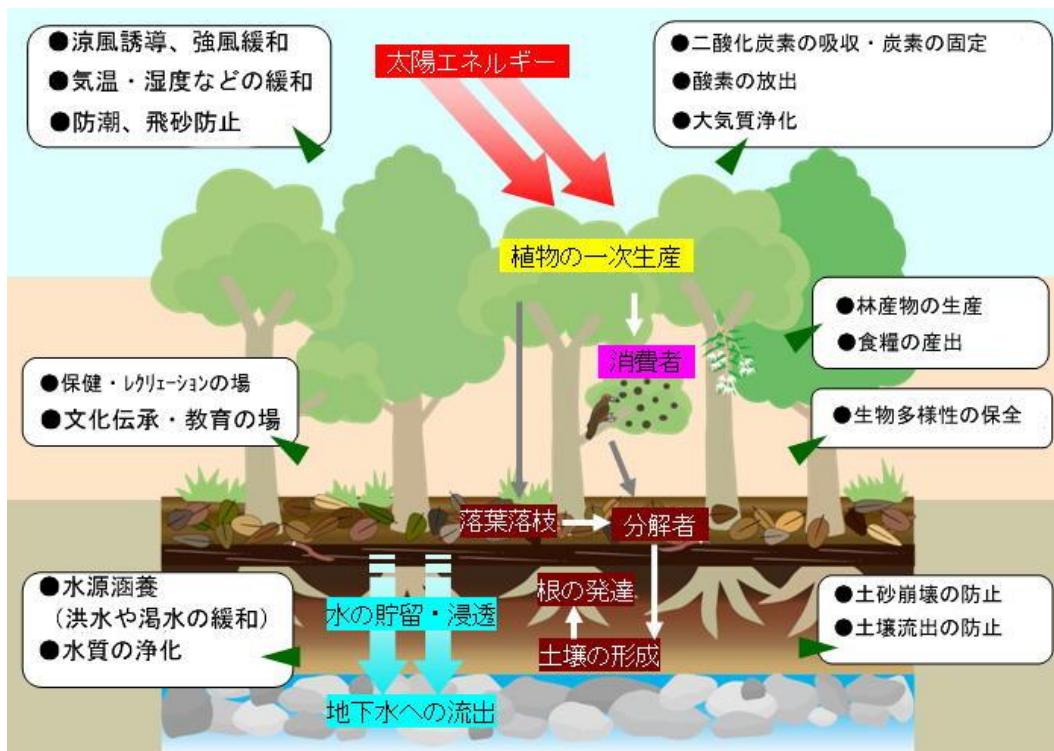 ●涼風誘導、強風緩和
●気温・湿度などの緩和
●防潮、飛砂防止
太陽エネルギー
●二酸化炭素の吸収・炭素の固定
●酸素の放出
●大気質浄化
植物の一次生産
消費者
●林産物の生産
●食糧の産出
●保健・ﾚｸﾘｪｰｼｮﾝの場
●文化伝承・教育の場
●生物多様性の保全
落葉落枝
分解者
●水源涵養
(洪水や渇水の緩和)
●水質の浄化
水の貯留・浸透
根の発達
土壌の形成
●土砂崩壊の防止
●土壌流出の防止
地下水への流出